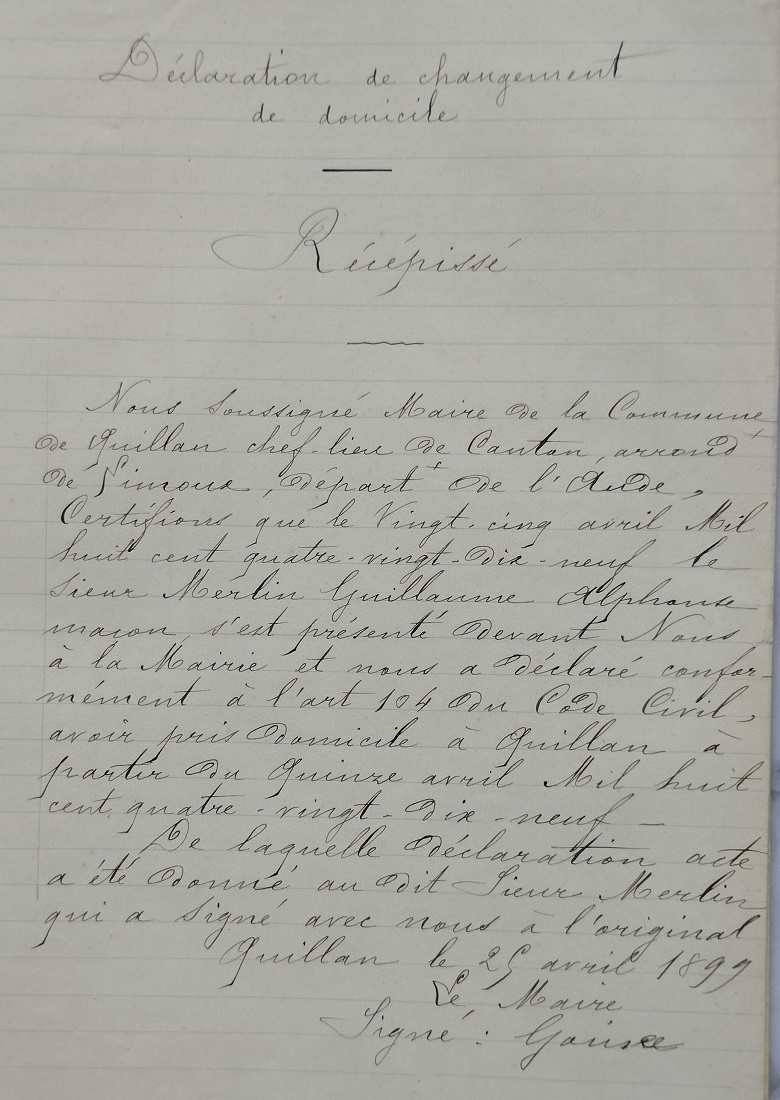 Déclaration de changement
de domicile
Récépissé
Nous soussigné Maire de la Commune
de Quillan chef-lieu de Canton, arrond^t
de Limoux, départ^t de l'Aude,
Certifions que le Vingt-cinq avril Mil
huit cent quatre-vingt-dix-neuf le
Sieur Merlin Guillaume Alphonse
maçon, s'est présenté devant Nous
à la Mairie et nous a déclaré confor-
mément à l'art 104 du Code Civil,
avoir pris domicile à Quillan à
partir du Quinze avril Mil huit
cent quatre-vingt-dix-neuf —
De laquelle déclaration acte
a été donné au dit Sieur Merlin
qui a signé avec nous à l'original
Quillan le 25 avril 1899
Le Maire
Signé :